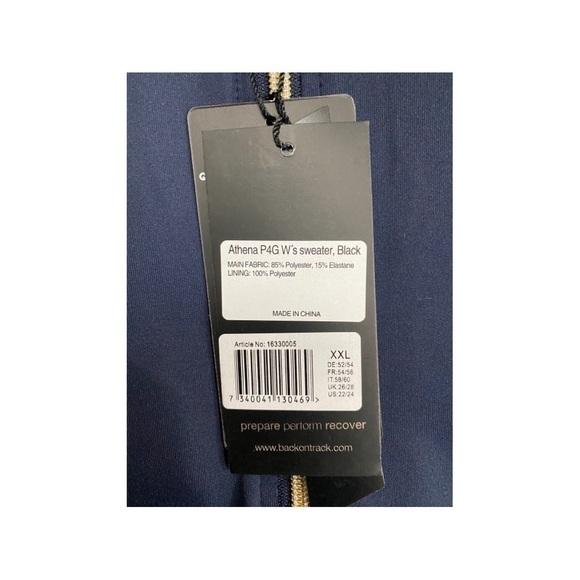 Athena P4G W´s sweater, Black
MAIN FABRIC: 85% Polyester, 15% Elastane
LINING: 100% Polyester
MADE IN CHINA
Article No: 16330005
7 340041 130469 >
XXL
DE:52/54
FR:54/56
IT:58/60
UK:26/28
US:22/24
prepare perform recover
www.backontrack.com